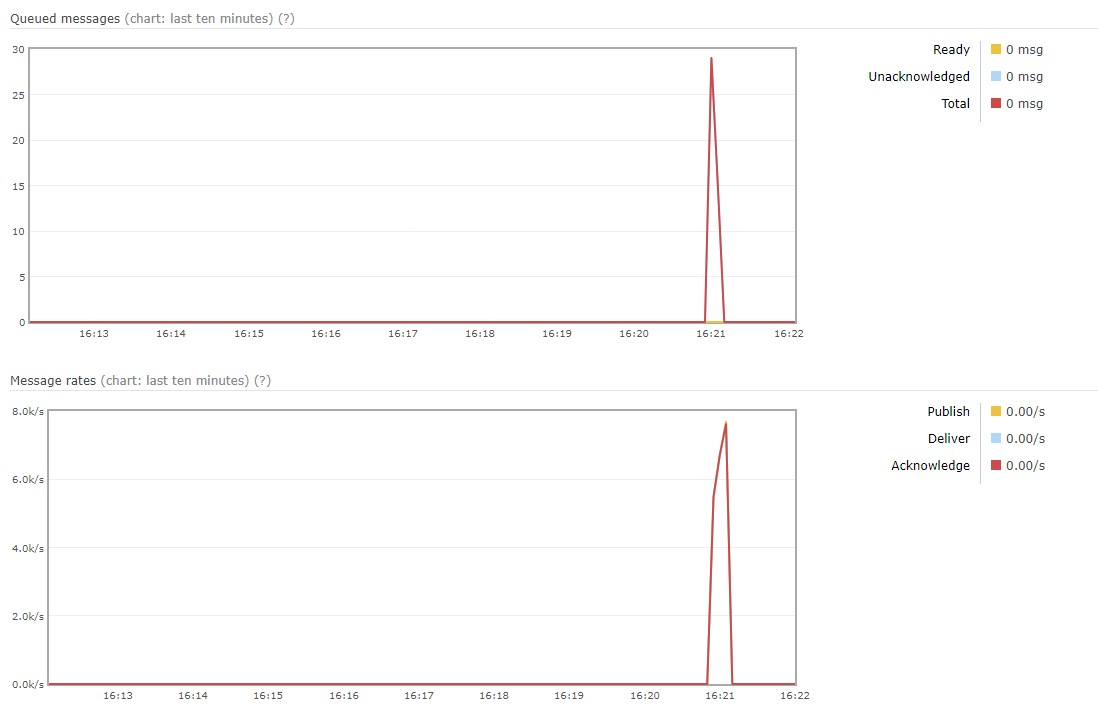 Queued messages (chart: last ten minutes) (?)
30
25
20
15
10
5
0
16:13 16:14 16:15 16:16 16:17 16:18 16:19 16:20 16:21 16:22
Ready 0 msg
Unacknowledged 0 msg
Total 0 msg
Message rates (chart: last ten minutes) (?)
8.0k/s
6.0k/s
4.0k/s
2.0k/s
0.0k/s
16:13 16:14 16:15 16:16 16:17 16:18 16:19 16:20 16:21 16:22
Publish 0.00/s
Deliver 0.00/s
Acknowledge 0.00/s